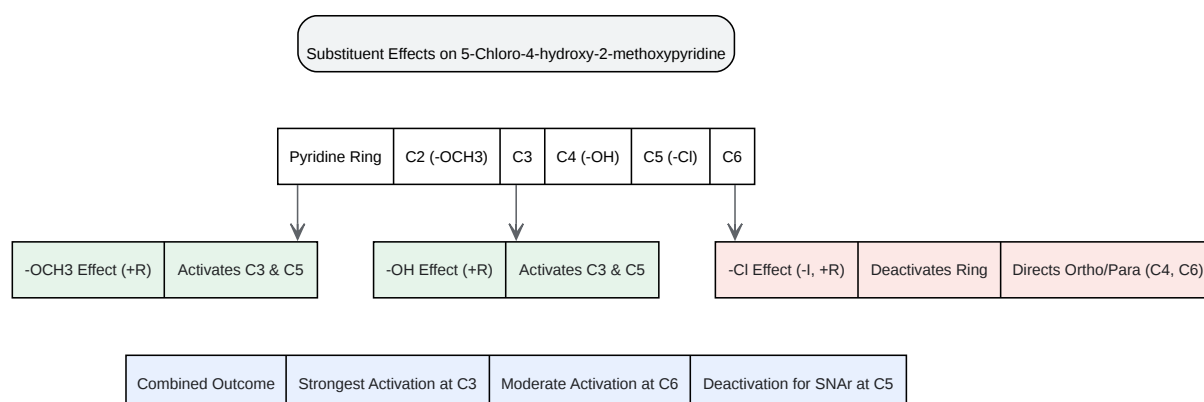 Substituent Effects on 5-Chloro-4-hydroxy-2-methoxypyridine
Pyridine Ring C2 (-OCH3) C3 C4 (-OH) C5 (-Cl) C6
-OCH3 Effect (+R) Activates C3 & C5 -OH Effect (+R) Activates C3 & C5 -Cl Effect (-I, +R) Deactivates Ring Directs Ortho/Para (C4, C6)
Combined Outcome Strongest Activation at C3 Moderate Activation at C6 Deactivation for SNAr at C5